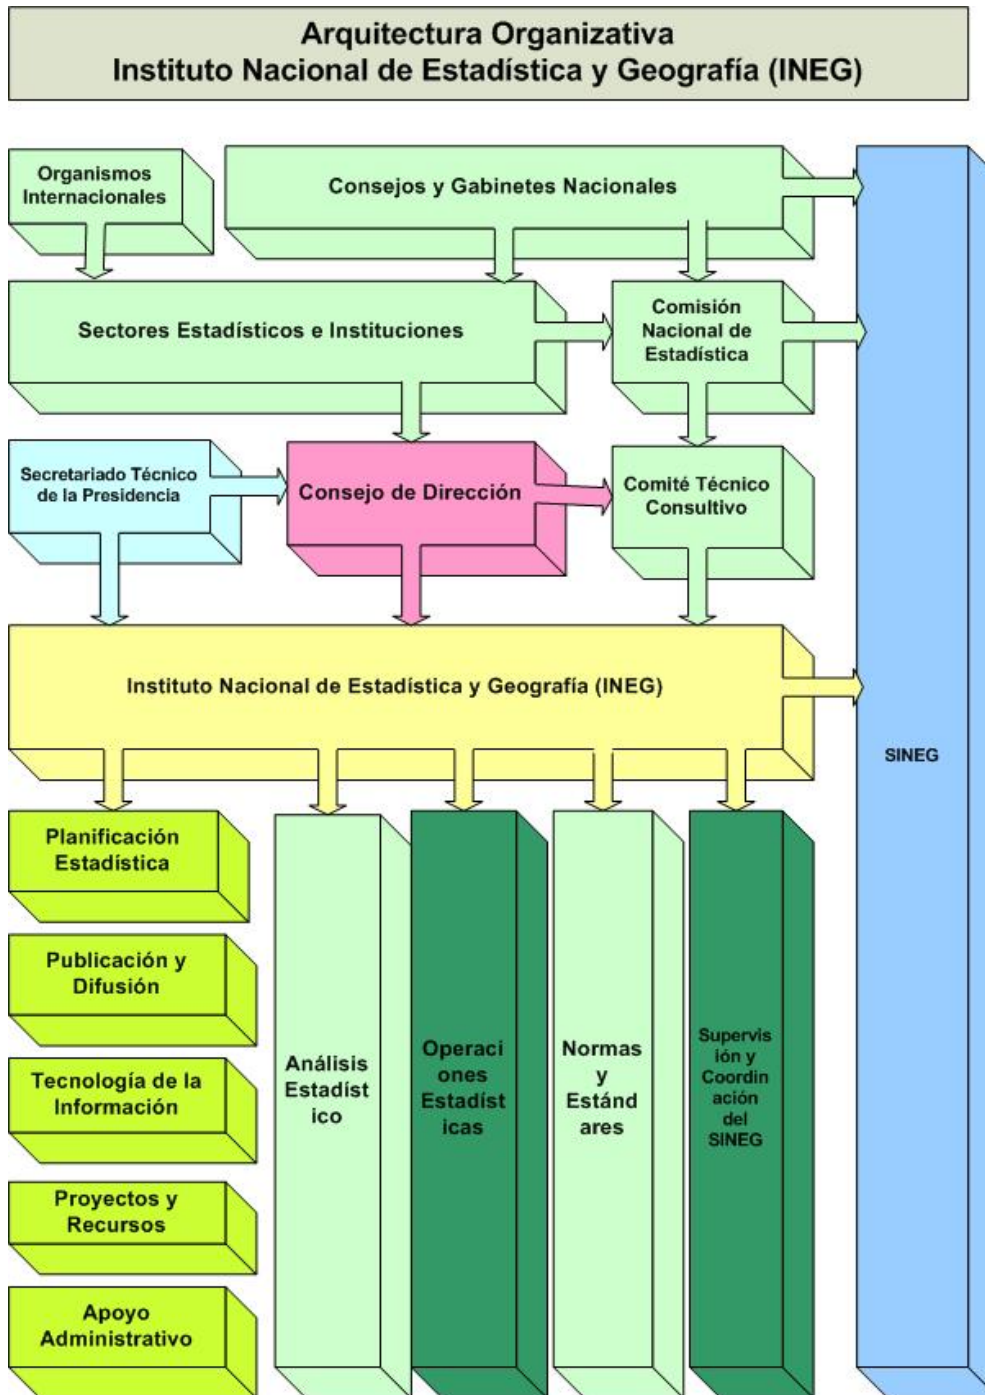 Arquitectura Organizativa
Instituto Nacional de Estadística y Geografía (INEG)
Organismos
Internacionales
Consejos y Gabinetes Nacionales
Sectores Estadísticos e Instituciones
Comisión
Nacional de
Estadística
Secretariado Técnico
de la Presidencia
Consejo de Dirección
Comité Técnico
Consultivo
Instituto Nacional de Estadística y Geografía (INEG)
SINEG
Planificación
Estadística
Publicación y
Difusión
Tecnología de la
Información
Proyectos y
Recursos
Apoyo
Administrativo
Análisis
Estadíst
ico
Operaci
ones
Estadíst
icas
Normas
y
Estánd
ares
Supervis
ión y
Coordin
ación
del
SINEG